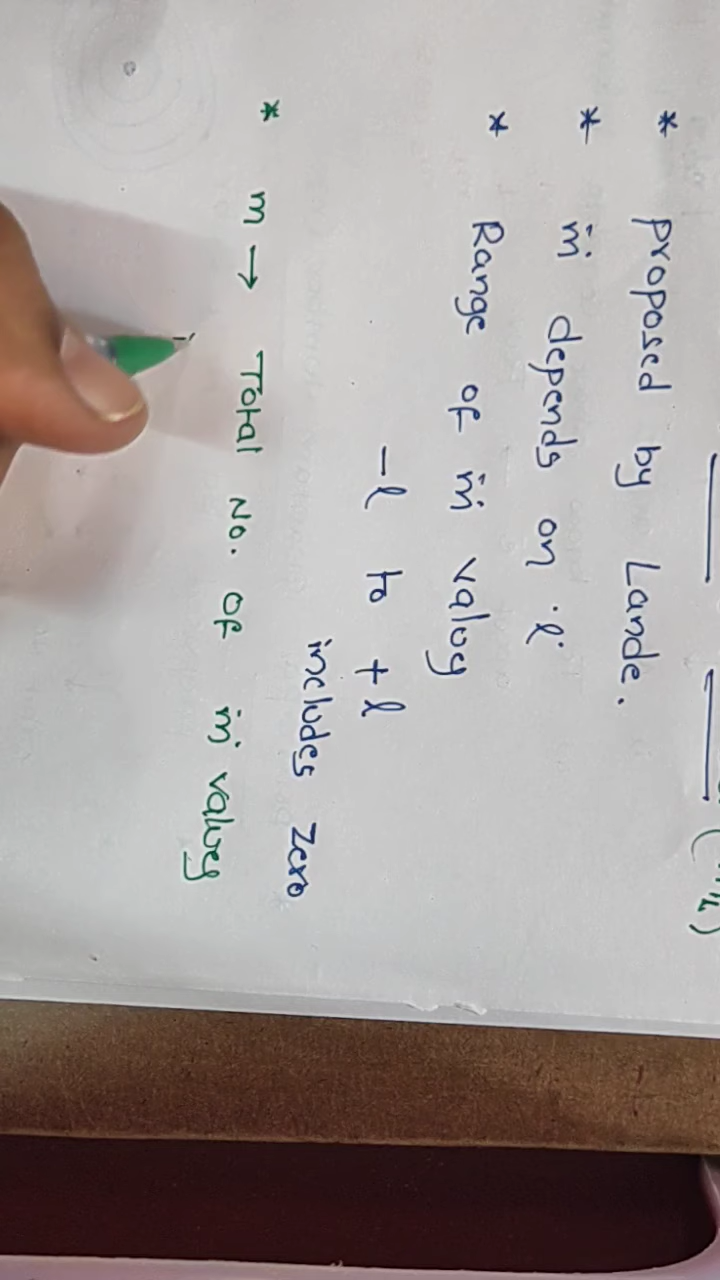 * proposed by Lande.
* 'm' depends on 'l'
* Range of 'm' values
-l to +l
includes zero
* m → Total No. of 'm' values